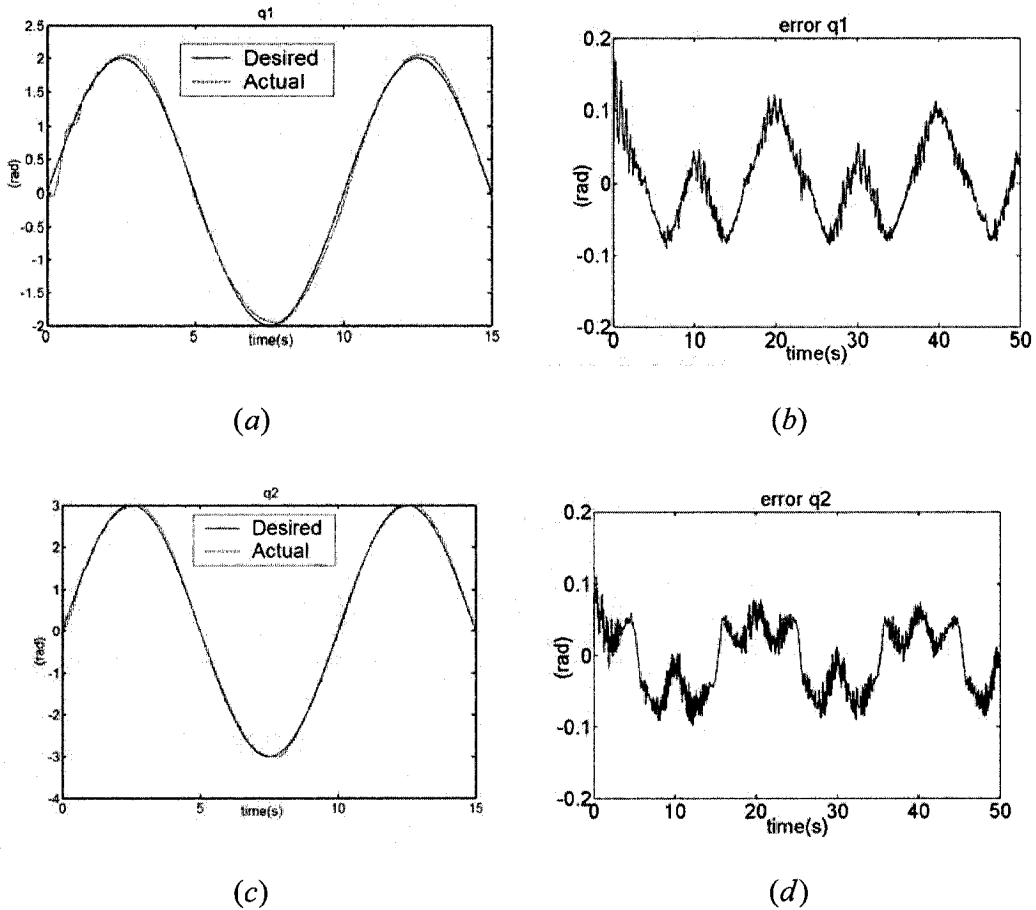 q1
2.5
2
1.5
1
0.5
0
-0.5
-1
-1.5
-2
(rad)
Desired
Actual
0
5
10
15
time(s)
(a)
error q1
0.2
0.1
0
-0.1
-0.2
(rad)
0
10
20
30
40
50
time(s)
(b)
q2
3
2
1
0
-1
-2
-3
-4
(rad)
Desired
Actual
0
5
10
15
time(s)
(c)
error q2
0.2
0.1
0
-0.1
-0.2
(rad)
0
10
20
30
40
50
time(s)
(d)